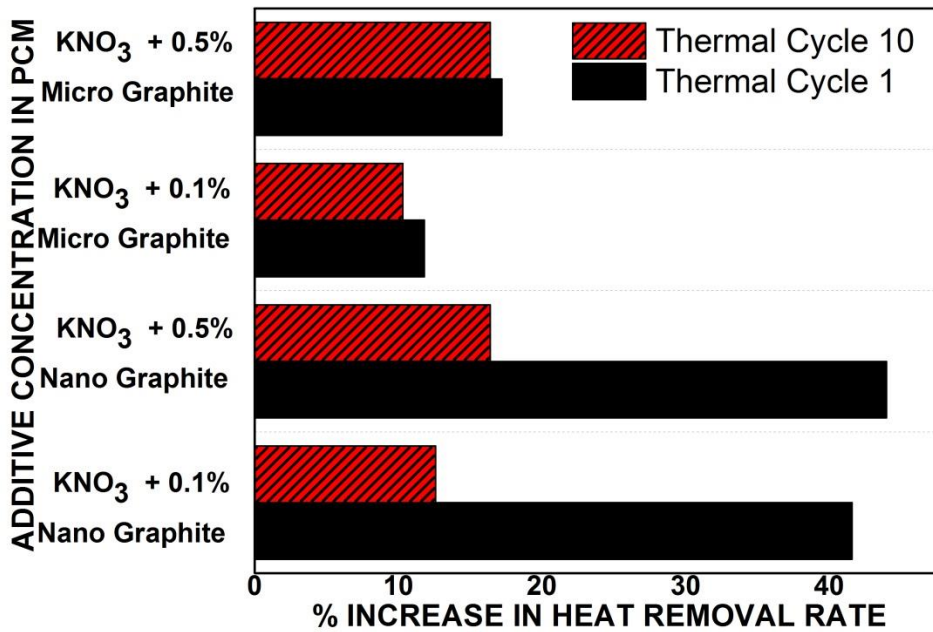 ADDITIVE CONCENTRATION IN PCM
KNO₃ + 0.5%
Micro Graphite
KNO₃ + 0.1%
Micro Graphite
KNO₃ + 0.5%
Nano Graphite
KNO₃ + 0.1%
Nano Graphite
Thermal Cycle 10
Thermal Cycle 1
0 10 20 30 40
% INCREASE IN HEAT REMOVAL RATE